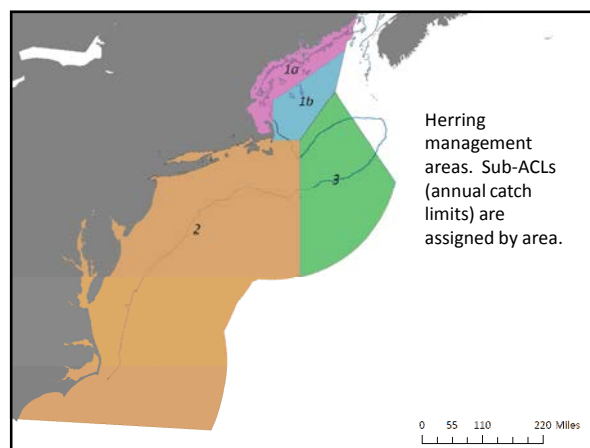 1a
1b
3
2
Herring
management
areas.  Sub-ACLs
(annual catch
limits) are
assigned by area.
0 55 110 220 Miles